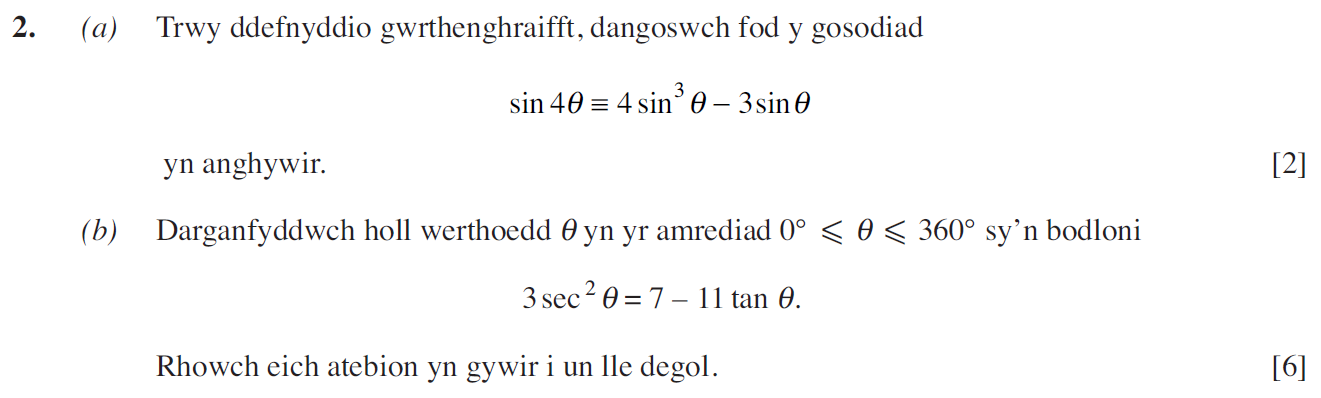 2. (a) Trwy ddefnyddio gwrthenghraifft, dangoswch fod y gosodiad
sin 4θ ≡ 4 sin³ θ – 3 sin θ
yn anghywir. [2]
(b) Darganfyddwch holl werthoedd θ yn yr amrediad 0° ⩽ θ ⩽ 360° sy’n bodloni
3 sec² θ = 7 – 11 tan θ.
Rhowch eich atebion yn gywir i un lle degol. [6]